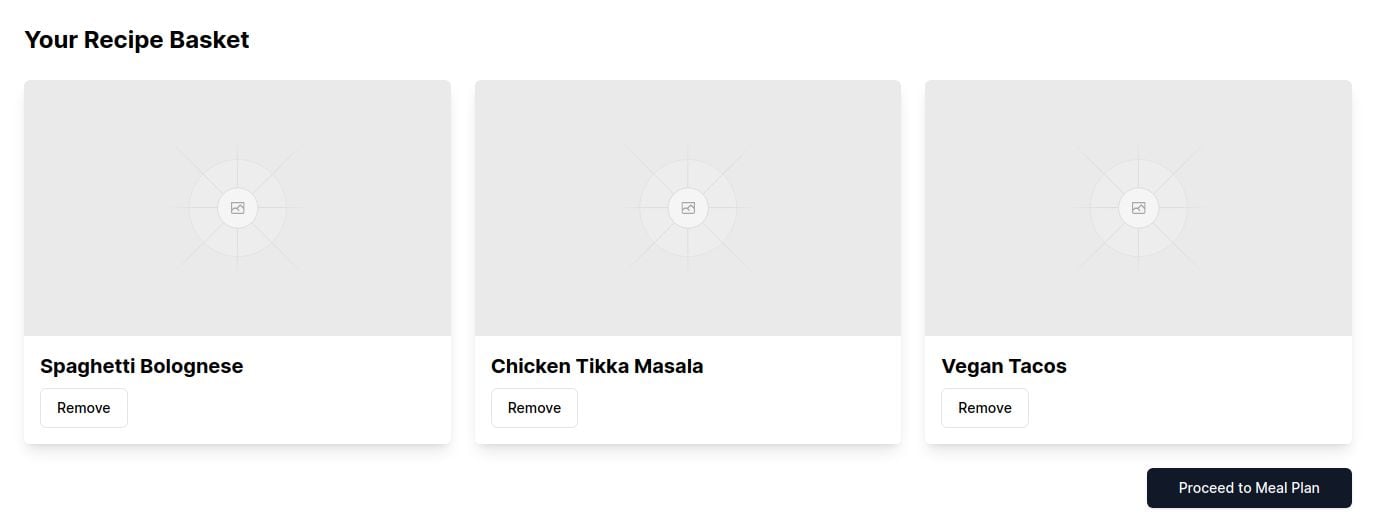 Your Recipe Basket
Spaghetti Bolognese
Chicken Tikka Masala
Vegan Tacos
Remove
Remove
Remove
Proceed to Meal Plan